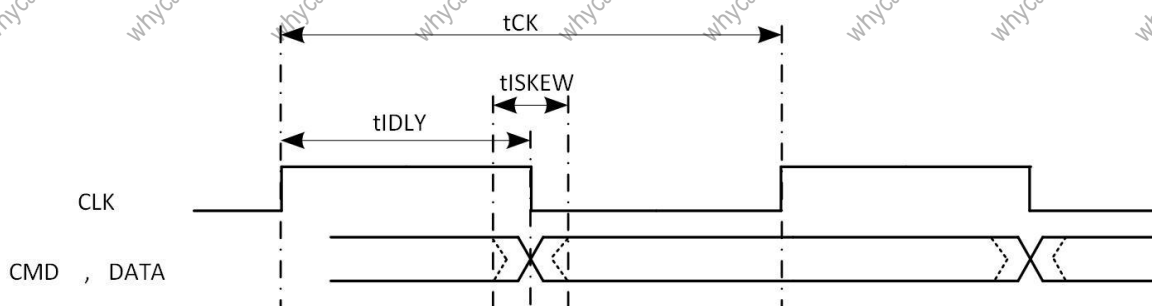 tCK
tISKEW
tIDLY
CLK
CMD , DATA